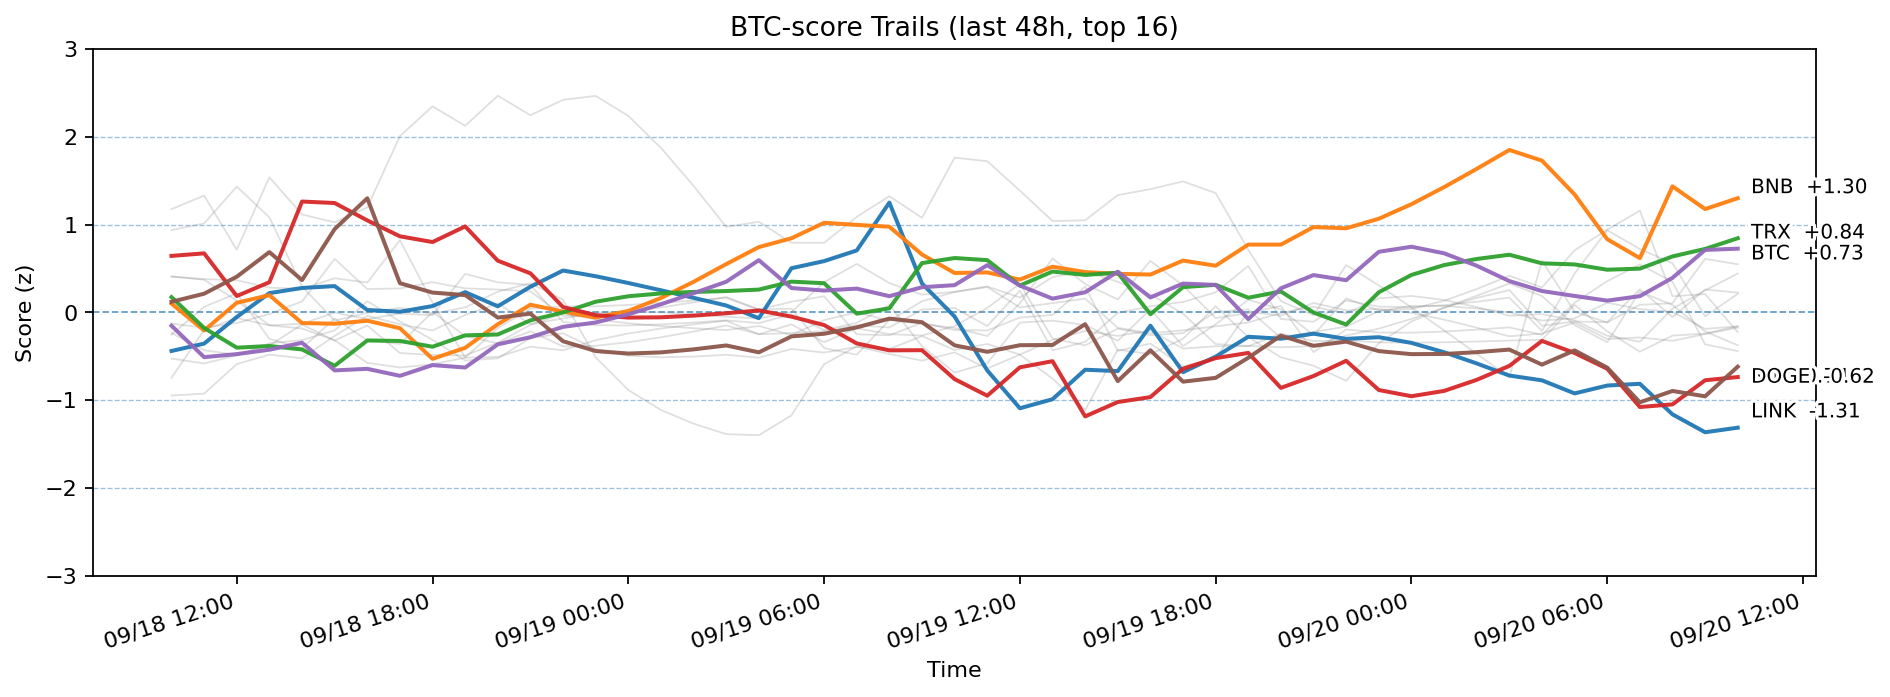 BTC-score Trails (last 48h, top 16)
Score (z)
3
2
1
0
−1
−2
−3
BNB +1.30
TRX +0.84
BTC +0.73
DOGE -0.62
LINK -1.31
09/18 12:00
09/18 18:00
09/19 00:00
09/19 06:00
09/19 12:00
09/19 18:00
09/20 00:00
09/20 06:00
09/20 12:00
Time